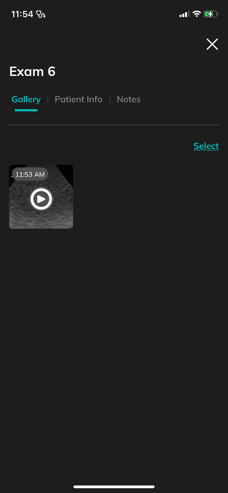 11:54
Exam 6
Gallery | Patient Info | Notes
Select
11:53 AM